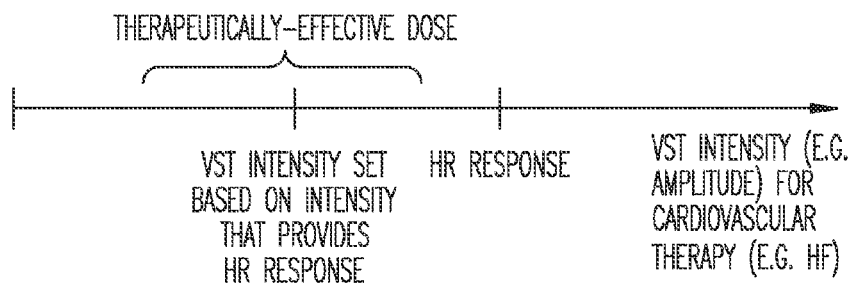 THERAPEUTICAL-EFFECTIVE DOSE
VST INTENSITY SET
BASED ON INTENSITY
THAT PROVIDES
HR RESPONSE
HR RESPONSE
VST INTENSITY (E.G.
AMPLITUDE) FOR
CARDIOVASCULAR
THERAPY (E.G. HF)